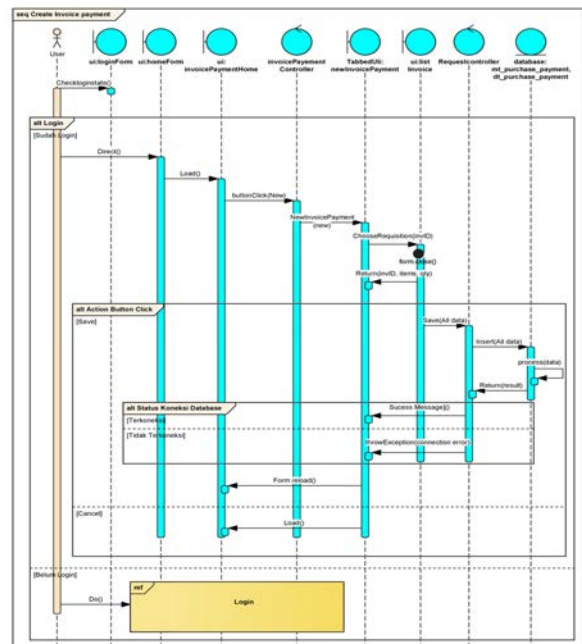 seq Create Invoice payment
User
ui:loginForm
ui:homeForm
ui:
invoicePaymentHome
invoicePayement
Controller
TabbedUi:
newInvoicePayment
ui:list
Invoice
Requestcontroller
database:
mt_purchase_payment,
dt_purchase_payment
Checkloginstate()
alt Login
[Sudah Login]
Direct()
Load()
buttonClick(New)
NewInvoicePayment
(new)
ChooseRequisition(invID)
form.close()
Return(invID, items, qty)
alt Action Button Click
[Save]
Save(All data)
Insert(All data)
process(data)
Return(result)
alt Status Koneksi Database
[Terkoneksi]
Sucess Message()
[Tidak Terkoneksi]
throwException(connection error)
Form reload()
[Cancel]
Load()
[Belum Login]
Do()
ref
Login